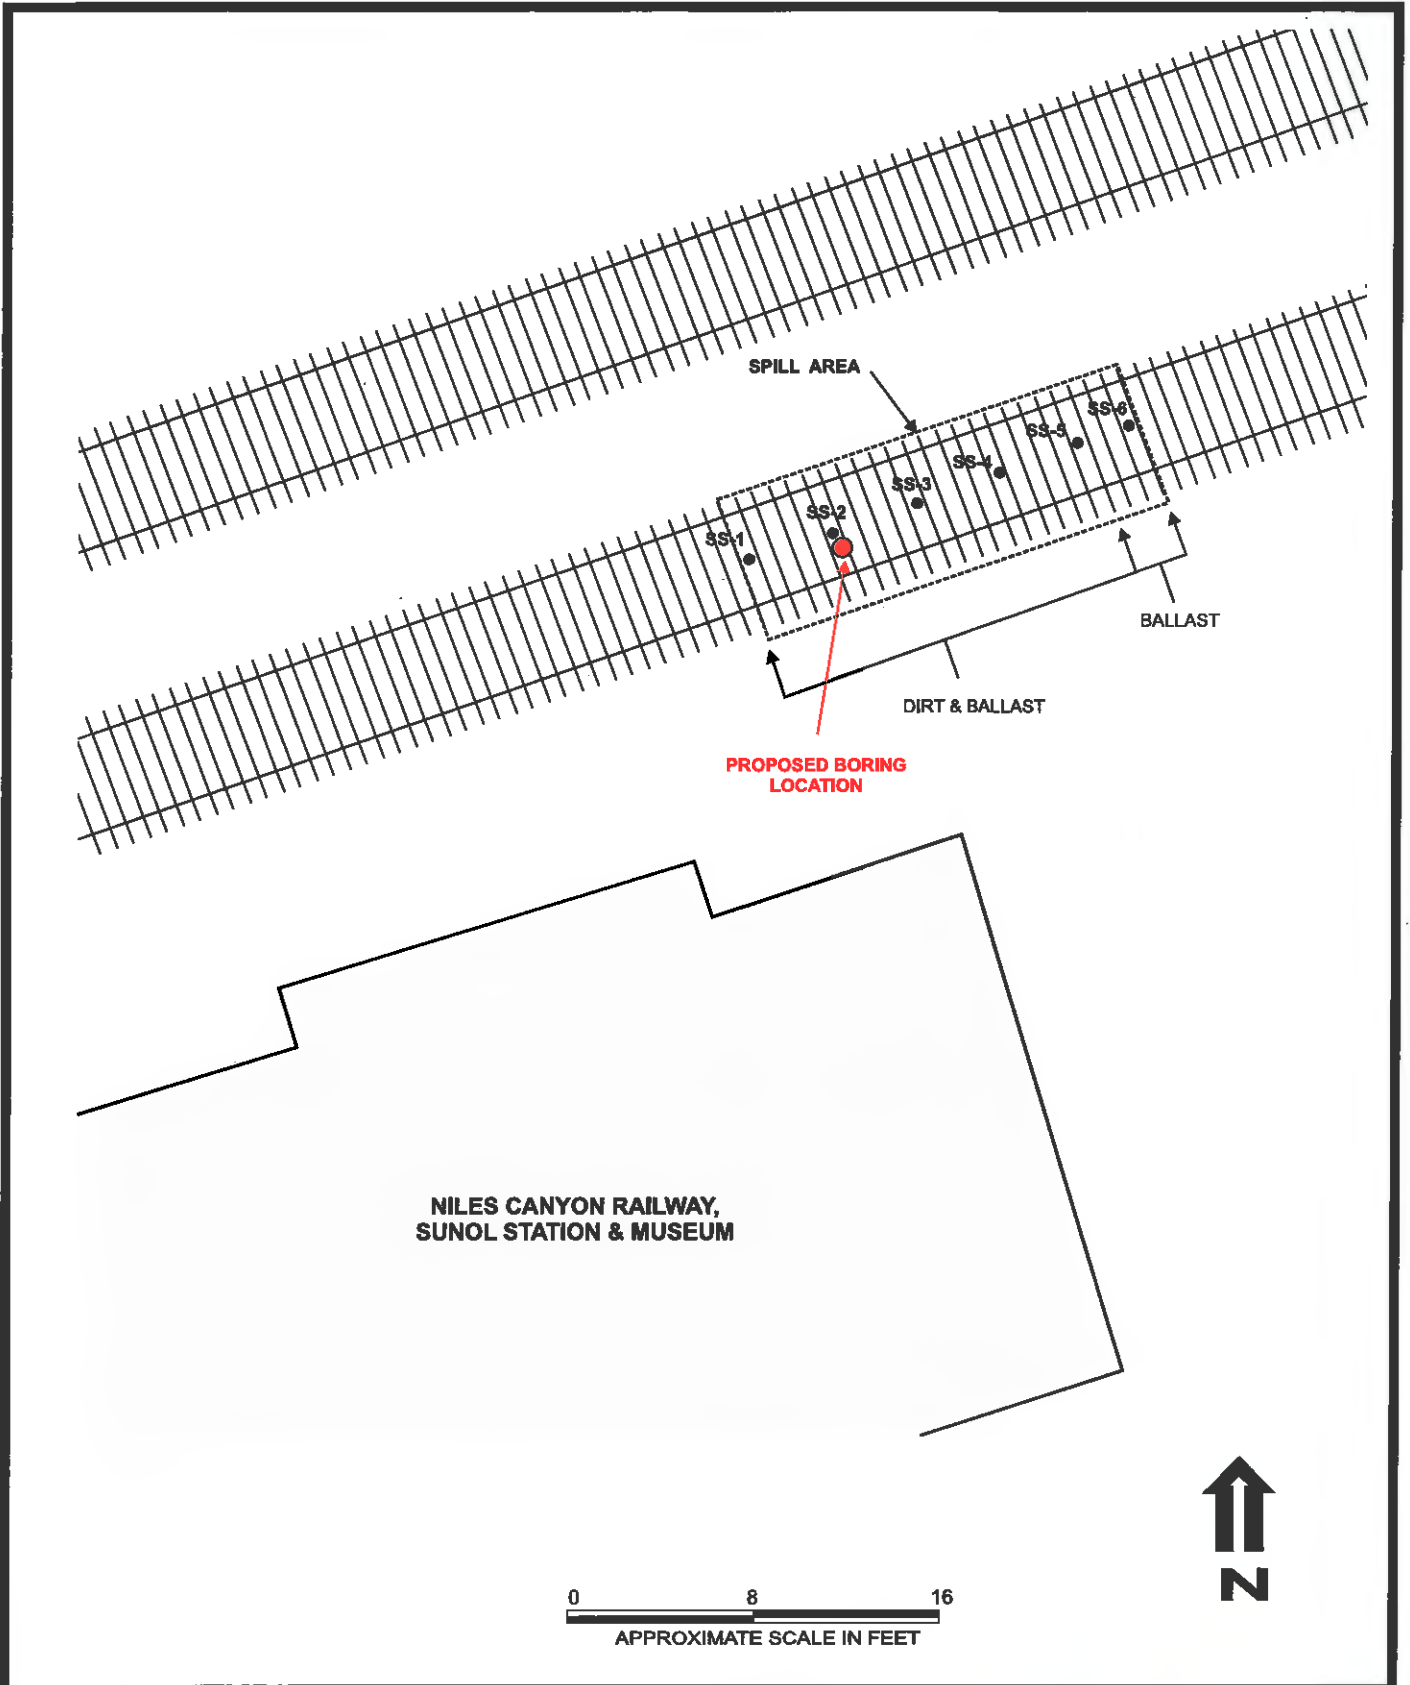 SPILL AREA
SS-6
SS-5
SS-4
SS-3
SS-2
SS-1
BALLAST
DIRT & BALLAST
PROPOSED BORING
LOCATION
NILES CANYON RAILWAY,
SUNOL STATION & MUSEUM
N
0 8 16
APPROXIMATE SCALE IN FEET